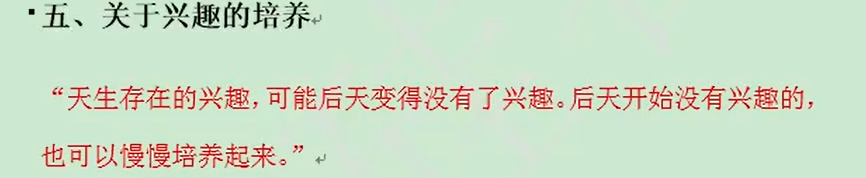 五、关于兴趣的培养
“天生存在的兴趣，可能后天变得没有了兴趣。后天开始没有兴趣的，
也可以慢慢培养起来。”